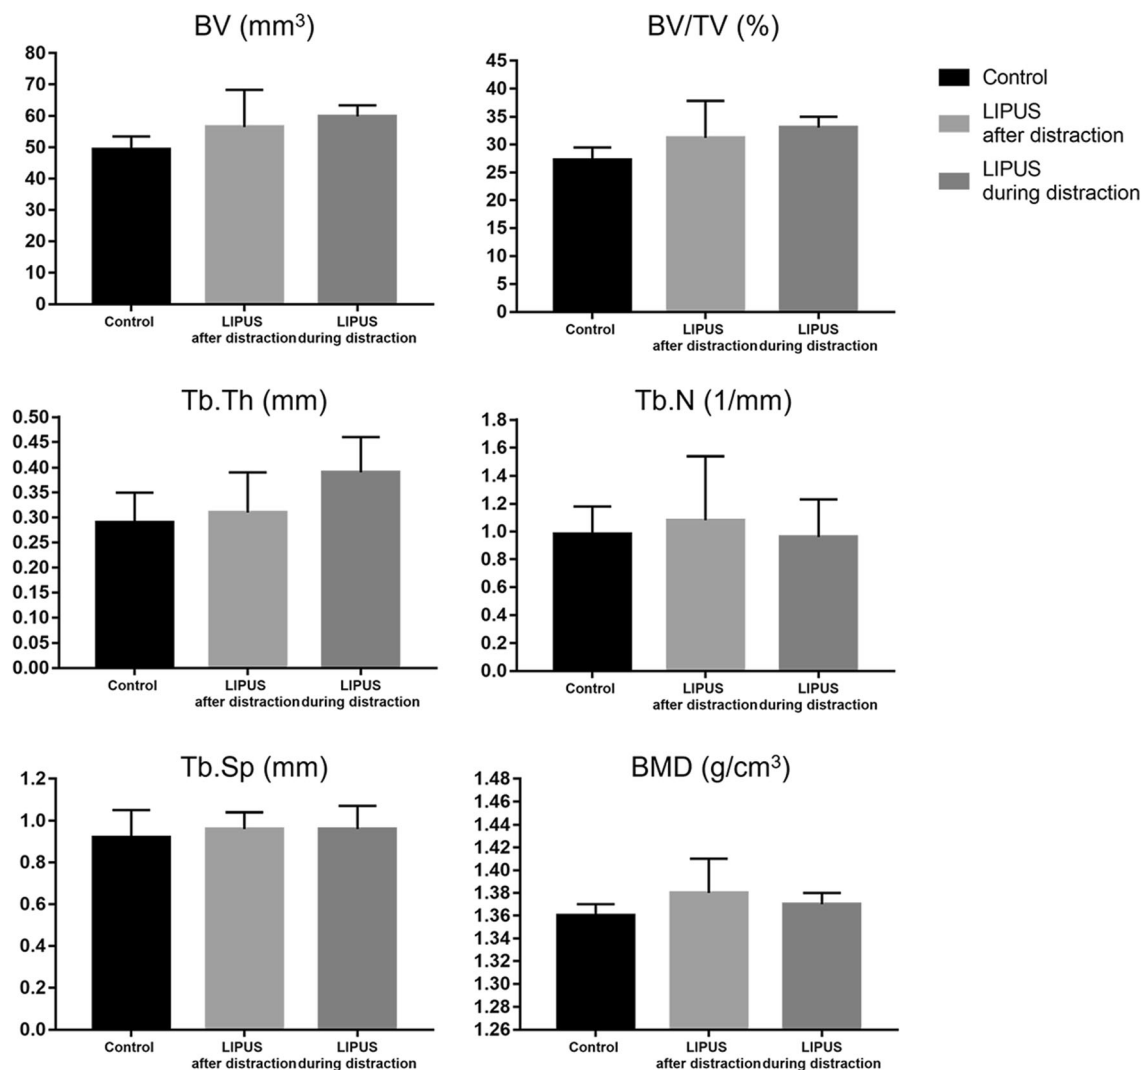 BV (mm³)
80
70
60
50
40
30
20
10
0
Control
LIPUS
after distraction
LIPUS
during distraction
BV/TV (%)
45
40
35
30
25
20
15
10
5
0
Control
LIPUS
after distraction
LIPUS
during distraction
Control
LIPUS
after distraction
LIPUS
during distraction
Tb.Th (mm)
0.50
0.45
0.40
0.35
0.30
0.25
0.20
0.15
0.10
0.05
0.00
Control
LIPUS
after distraction
LIPUS
during distraction
Tb.N (1/mm)
1.8
1.6
1.4
1.2
1.0
0.8
0.6
0.4
0.2
0.0
Control
LIPUS
after distraction
LIPUS
during distraction
Tb.Sp (mm)
1.2
1.0
0.8
0.6
0.4
0.2
0.0
Control
LIPUS
after distraction
LIPUS
during distraction
BMD (g/cm³)
1.48
1.46
1.44
1.42
1.40
1.38
1.36
1.34
1.32
1.30
1.28
1.26
Control
LIPUS
after distraction
LIPUS
during distraction